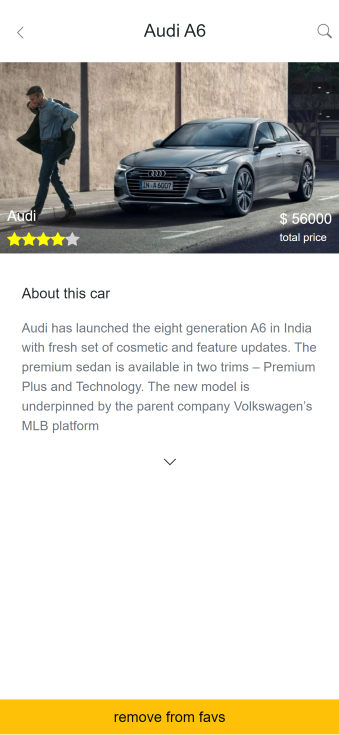 Audi A6
IN·A6007
Audi
$ 56000
total price
About this car
Audi has launched the eight generation A6 in India
with fresh set of cosmetic and feature updates. The
premium sedan is available in two trims – Premium
Plus and Technology. The new model is
underpinned by the parent company Volkswagen’s
MLB platform
remove from favs